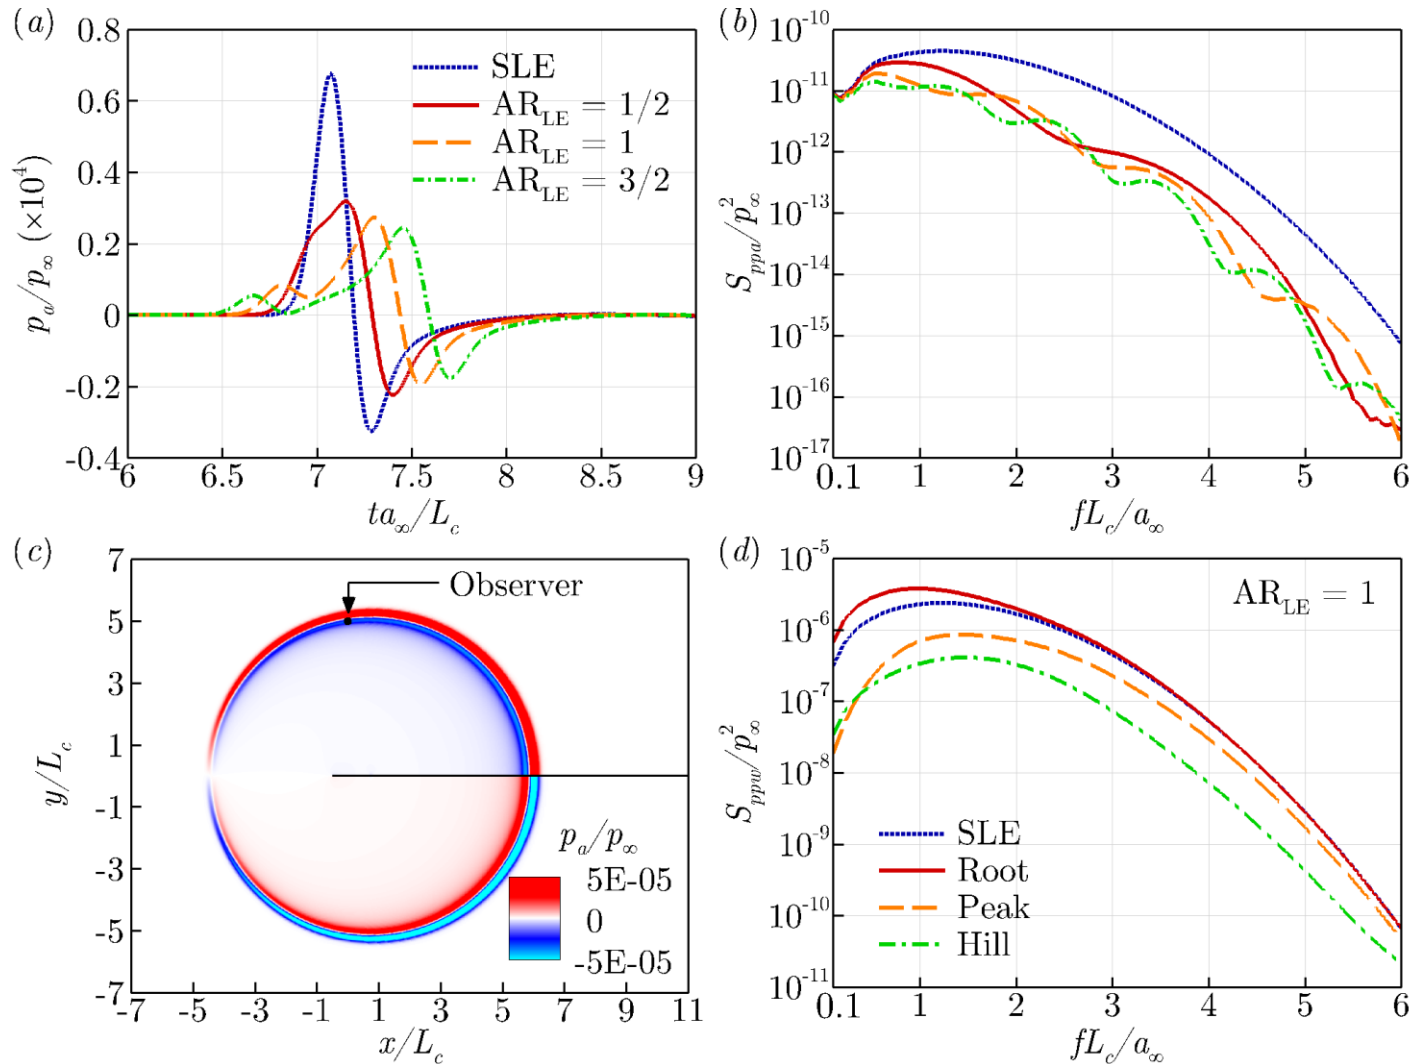 (a)
0.8
0.6
0.4
0.2
0
-0.2
-0.4
p_a/p_∞ (×10^4)
SLE
AR_LE = 1/2
AR_LE = 1
AR_LE = 3/2
6 6.5 7 7.5 8 8.5 9
ta_∞/L_c
(b)
10^-10
10^-11
10^-12
10^-13
10^-14
10^-15
10^-16
10^-17
S_ppa/p_∞^2
0.1 1 2 3 4 5 6
fL_c/a_∞
(c)
7
5
3
1
-1
-3
-5
-7
y/L_c
Observer
p_a/p_∞
5E-05
0
-5E-05
-7 -5 -3 -1 1 3 5 7 9 11
x/L_c
(d)
10^-5
10^-6
10^-7
10^-8
10^-9
10^-10
10^-11
S_ppw/p_∞^2
AR_LE = 1
SLE
Root
Peak
Hill
0.1 1 2 3 4 5 6
fL_c/a_∞